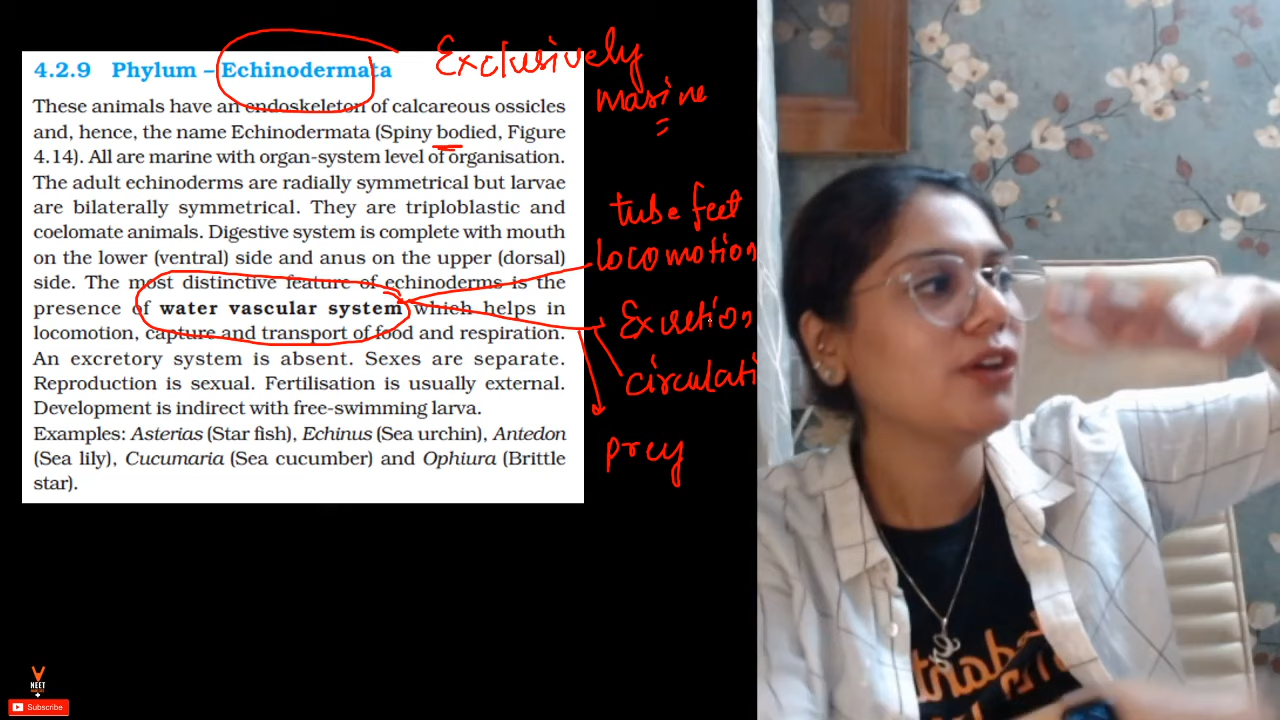 4.2.9 Phylum – Echinodermata
Exclusively
marine
These animals have an endoskeleton of calcareous ossicles
and, hence, the name Echinodermata (Spiny bodied, Figure
4.14). All are marine with organ-system level of organisation.
The adult echinoderms are radially symmetrical but larvae
are bilaterally symmetrical. They are triploblastic and
coelomate animals. Digestive system is complete with mouth
on the lower (ventral) side and anus on the upper (dorsal)
side. The most distinctive feature of echinoderms is the
presence of water vascular system which helps in
locomotion, capture and transport of food and respiration.
An excretory system is absent. Sexes are separate.
Reproduction is sexual. Fertilisation is usually external.
Development is indirect with free-swimming larva.
Examples: Asterias (Star fish), Echinus (Sea urchin), Antedon
(Sea lily), Cucumaria (Sea cucumber) and Ophiura (Brittle
star).
tube feet
locomotion
Excretion
circulati
prey
NEET
Subscribe